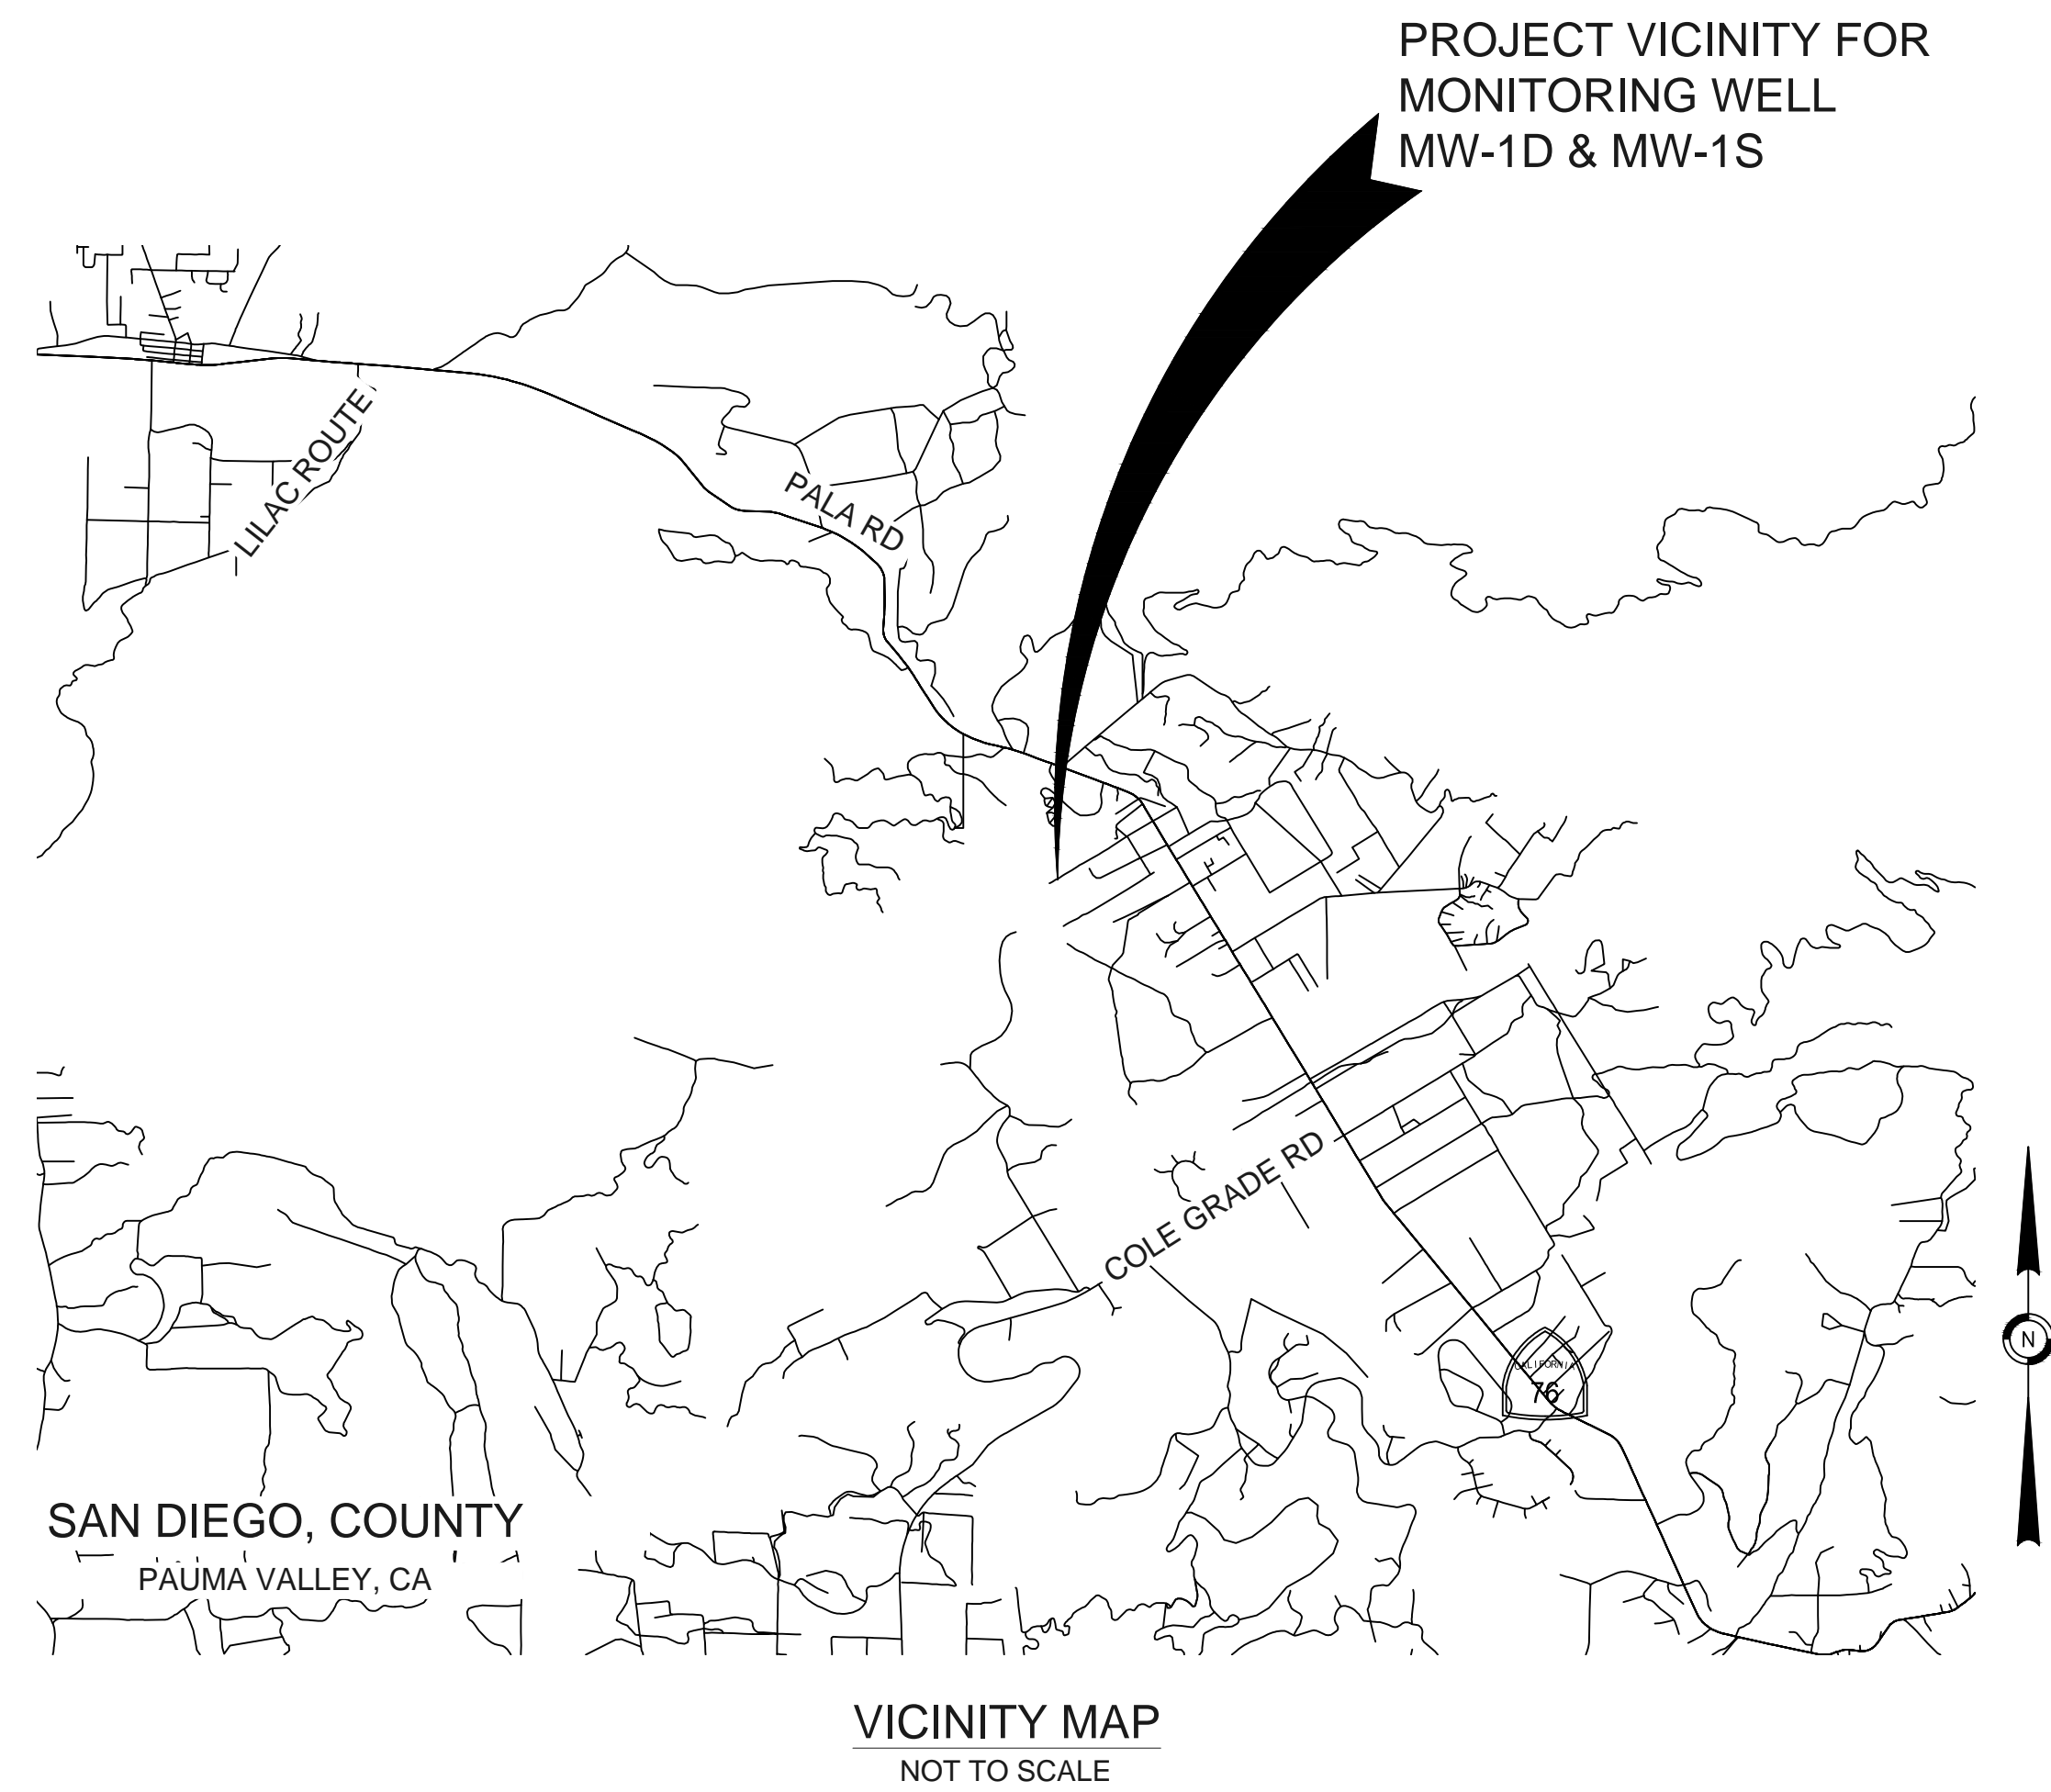 PROJECT VICINITY FOR
MONITORING WELL
MW-1D & MW-1S
LILAC ROUTE
PALA RD
COLE GRADE RD
CALIFORNIA
76
N
SAN DIEGO, COUNTY
PAUMA VALLEY, CA
VICINITY MAP
NOT TO SCALE